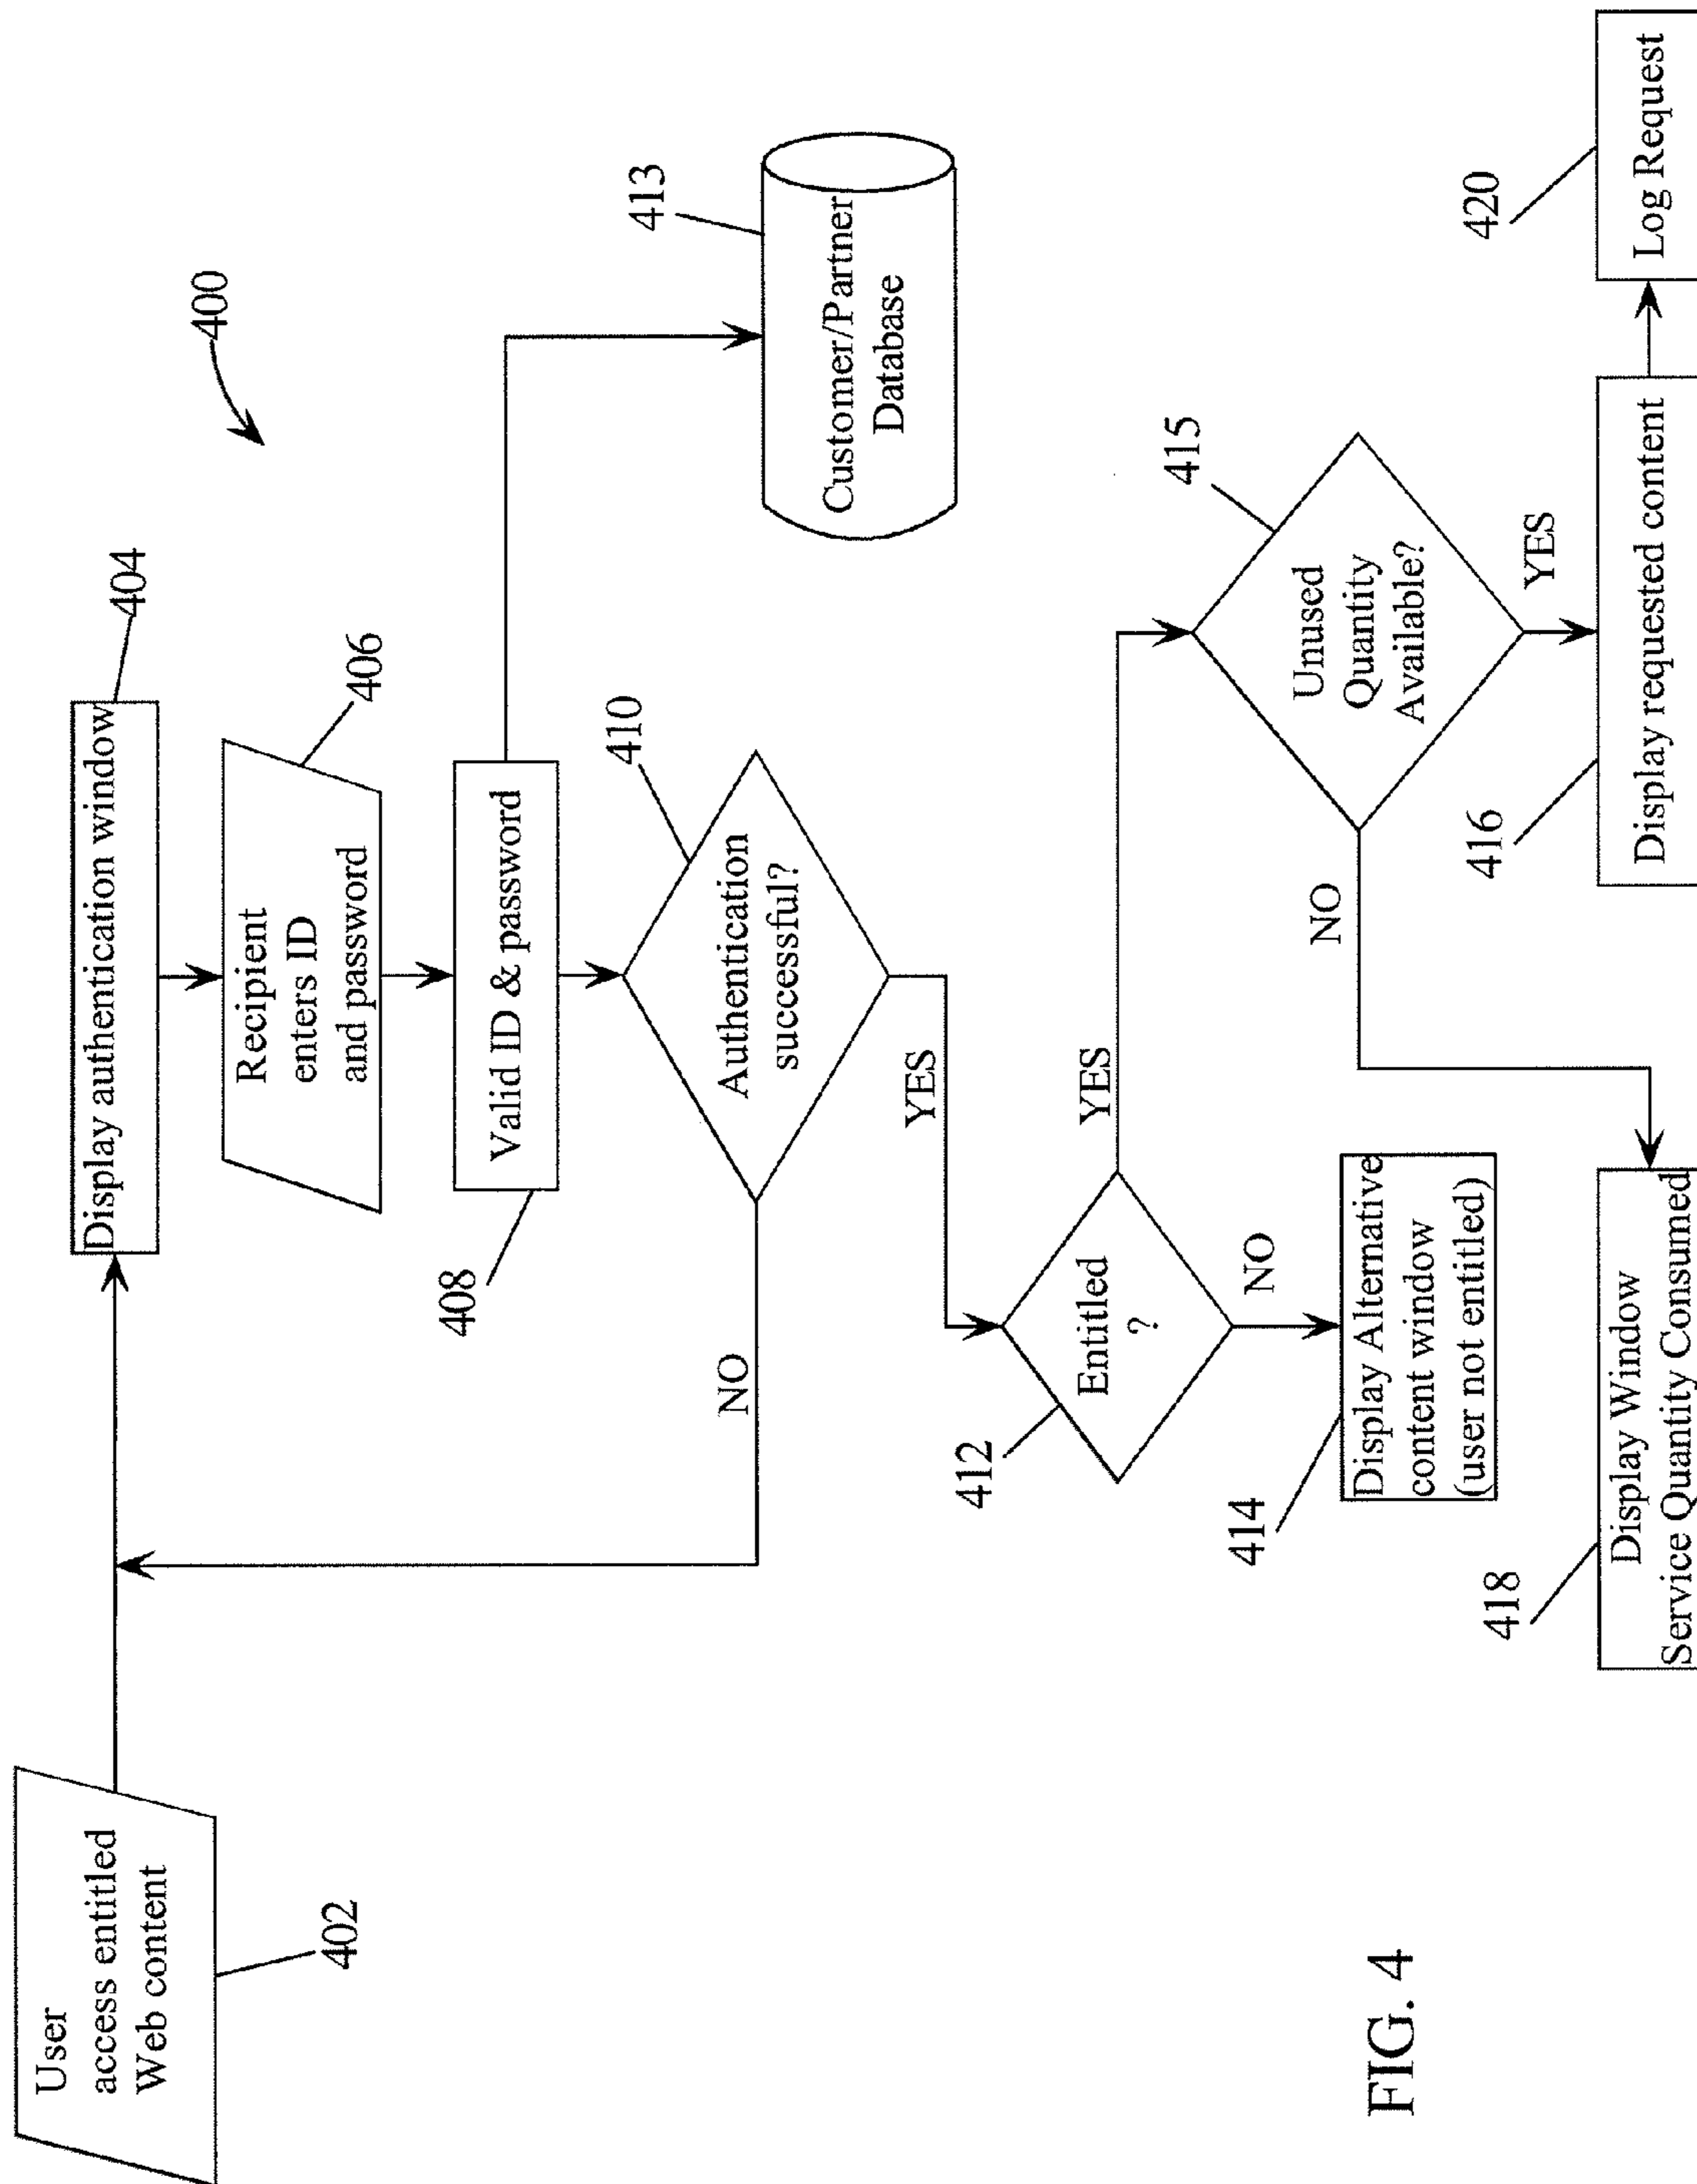 400
User
access entitled
Web content
402
Display authentication window
404
Recipient
enters ID
and password
406
Valid ID & password
408
Authentication
successful?
410
NO
YES
Customer/Partner
Database
413
Entitled
?
412
YES
NO
Display Alternative
content window
(user not entitled)
414
Unused
Quantity
Available?
415
NO
YES
Display Window
Service Quantity Consumed
418
Display requested content
416
Log Request
420
FIG. 4